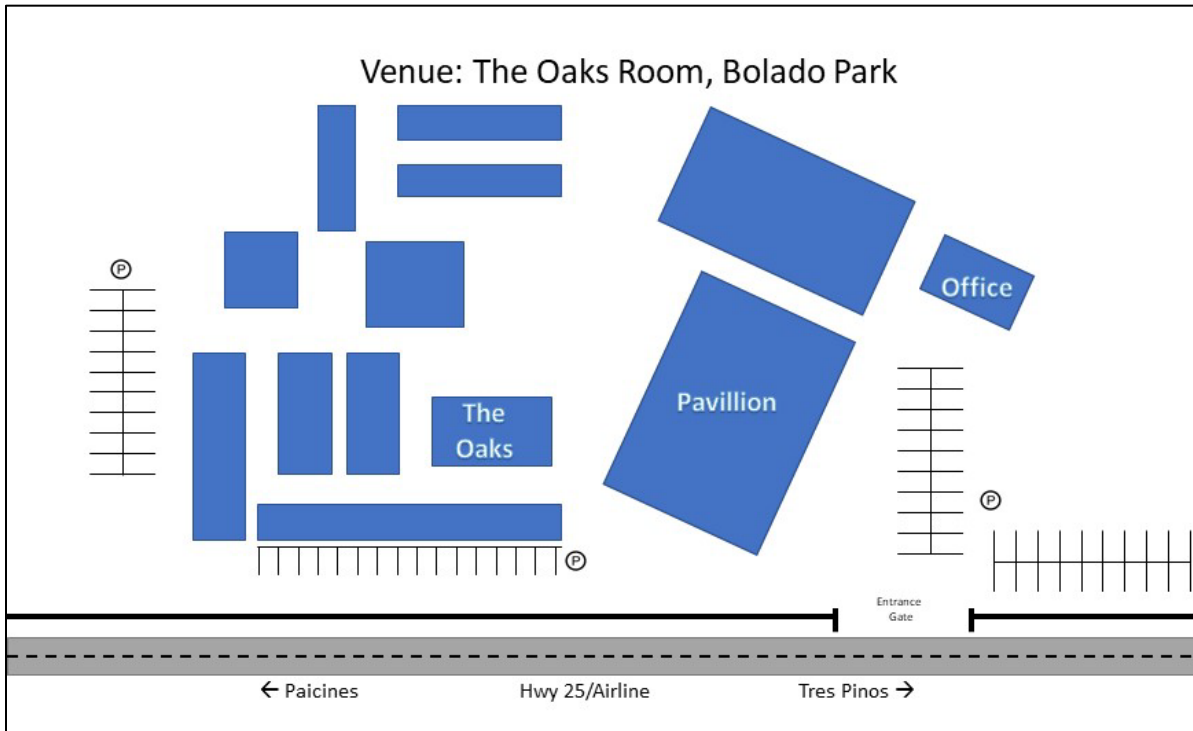 Venue: The Oaks Room, Bolado Park
P
Office
The
Oaks
Pavillion
P
P
Entrance
Gate
← Paicines
Hwy 25/Airline
Tres Pinos →